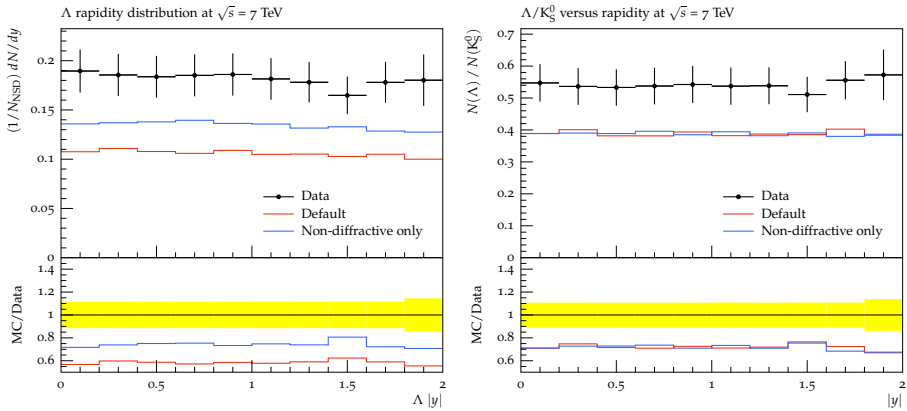 Λ rapidity distribution at √s = 7 TeV
(1/N_NSD) dN/dy
0.2
0.15
0.1
0.05
0
Data
Default
Non-diffractive only
MC/Data
1.4
1.2
1
0.8
0.6
0 0.5 1 1.5 2
Λ |y|
Λ/K⁰_S versus rapidity at √s = 7 TeV
N(Λ) / N(K⁰_S)
0.7
0.6
0.5
0.4
0.3
0.2
0.1
0
Data
Default
Non-diffractive only
MC/Data
1.4
1.2
1
0.8
0.6
0 0.5 1 1.5 2
|y|